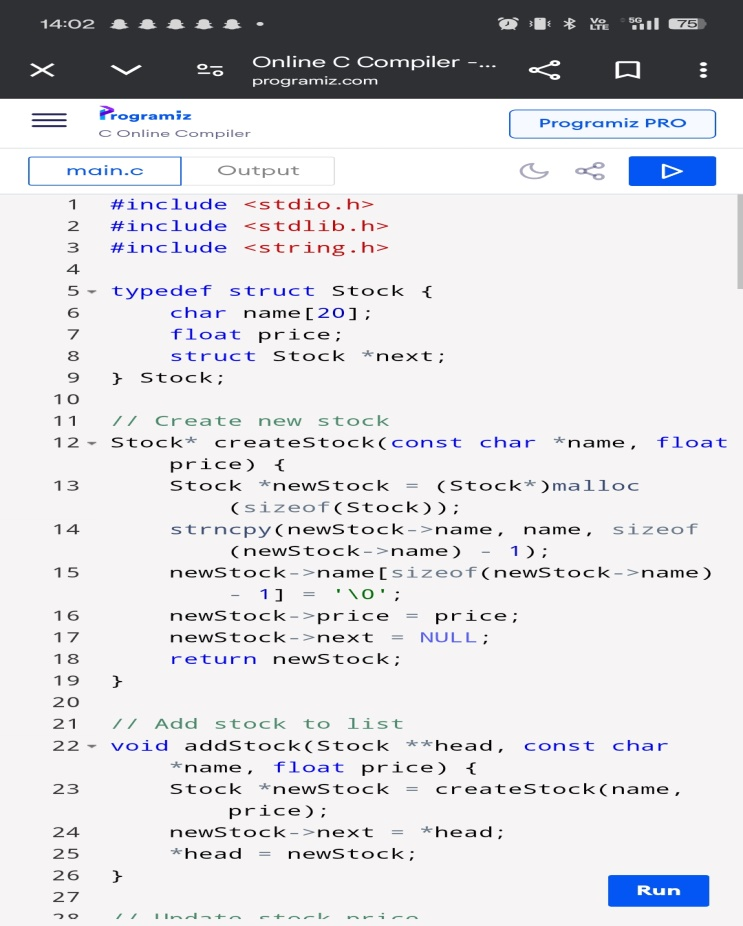 14:02
Vo LTE 5G 75
Online C Compiler -...
programiz.com
Programiz
C Online Compiler
Programiz PRO
main.c
Output
1 #include <stdio.h>
2 #include <stdlib.h>
3 #include <string.h>
4
5 typedef struct Stock {
6 char name[20];
7 float price;
8 struct Stock *next;
9 } Stock;
10
11 // Create new stock
12 Stock* createStock(const char *name, float
price) {
13 Stock *newStock = (Stock*)malloc
(sizeof(Stock));
14 strncpy(newStock->name, name, sizeof
(newStock->name) - 1);
15 newStock->name[sizeof(newStock->name)
- 1] = '\0';
16 newStock->price = price;
17 newStock->next = NULL;
18 return newStock;
19 }
20
21 // Add stock to list
22 void addStock(Stock **head, const char
*name, float price) {
23 Stock *newStock = createStock(name,
price);
24 newStock->next = *head;
25 *head = newStock;
26 }
27
Run
28 // Update stock price